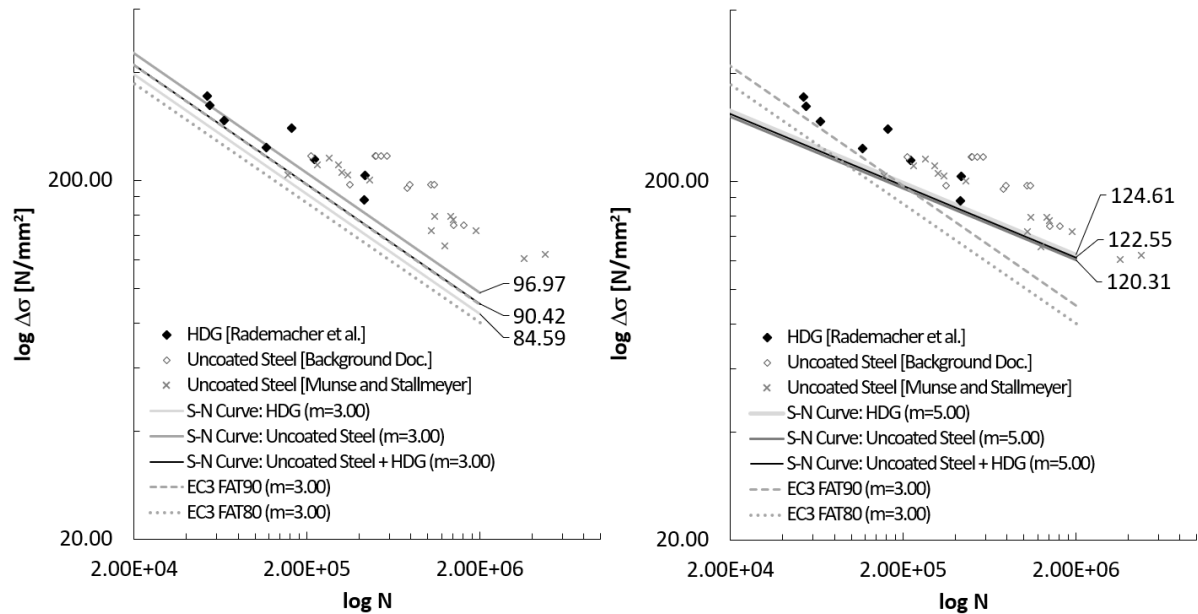 log Δσ [N/mm²]
200.00
20.00
96.97
90.42
84.59
HDG [Rademacher et al.]
Uncoated Steel [Background Doc.]
Uncoated Steel [Munse and Stallmeyer]
S-N Curve: HDG (m=3.00)
S-N Curve: Uncoated Steel (m=3.00)
S-N Curve: Uncoated Steel + HDG (m=3.00)
EC3 FAT90 (m=3.00)
EC3 FAT80 (m=3.00)
2.00E+04 2.00E+05 2.00E+06
log N
log Δσ [N/mm²]
200.00
20.00
124.61
122.55
120.31
HDG [Rademacher et al.]
Uncoated Steel [Background Doc.]
Uncoated Steel [Munse and Stallmeyer]
S-N Curve: HDG (m=5.00)
S-N Curve: Uncoated Steel (m=5.00)
S-N Curve: Uncoated Steel + HDG (m=5.00)
EC3 FAT90 (m=3.00)
EC3 FAT80 (m=3.00)
2.00E+04 2.00E+05 2.00E+06
log N